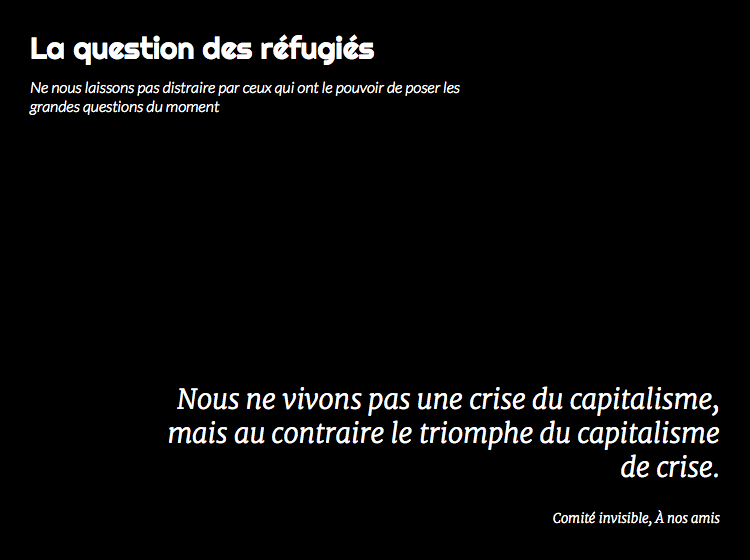 La question des réfugiés
Ne nous laissons pas distraire par ceux qui ont le pouvoir de poser les
grandes questions du moment
Nous ne vivons pas une crise du capitalisme,
mais au contraire le triomphe du capitalisme
de crise.
Comité invisible, À nos amis